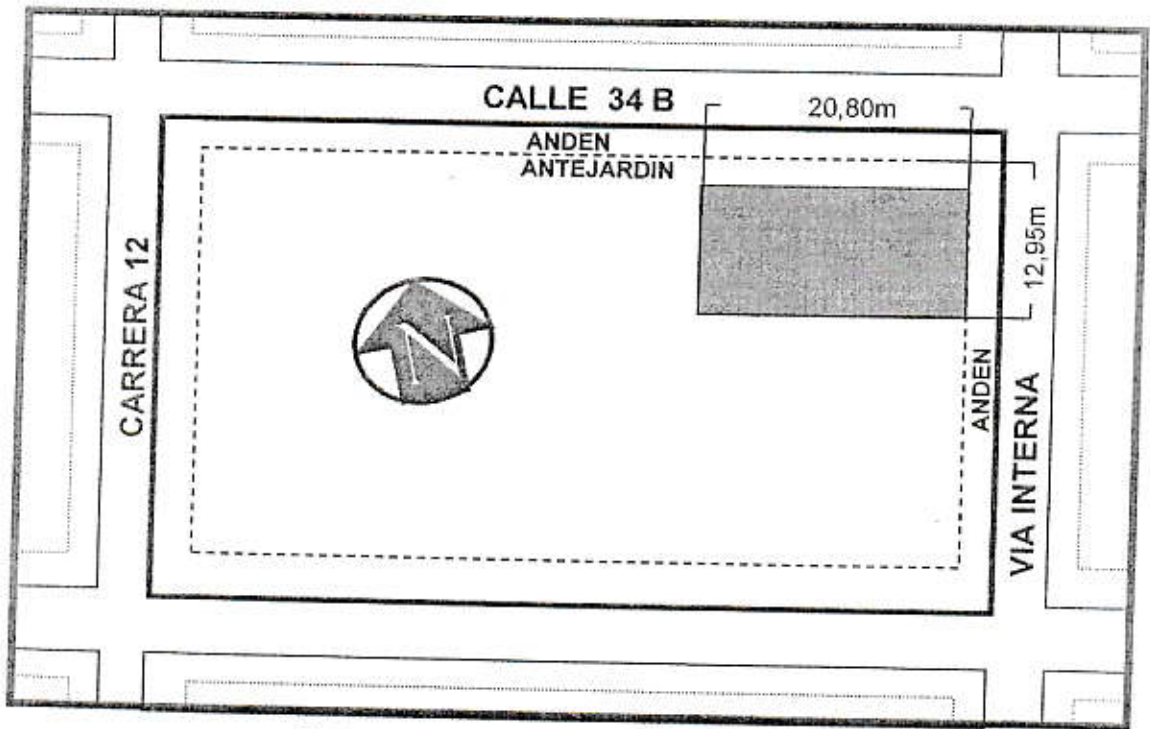 CALLE 34 B
20,80m
ANDEN
ANTEJARDIN
12,95m
CARRERA 12
N
ANDEN
VIA INTERNA